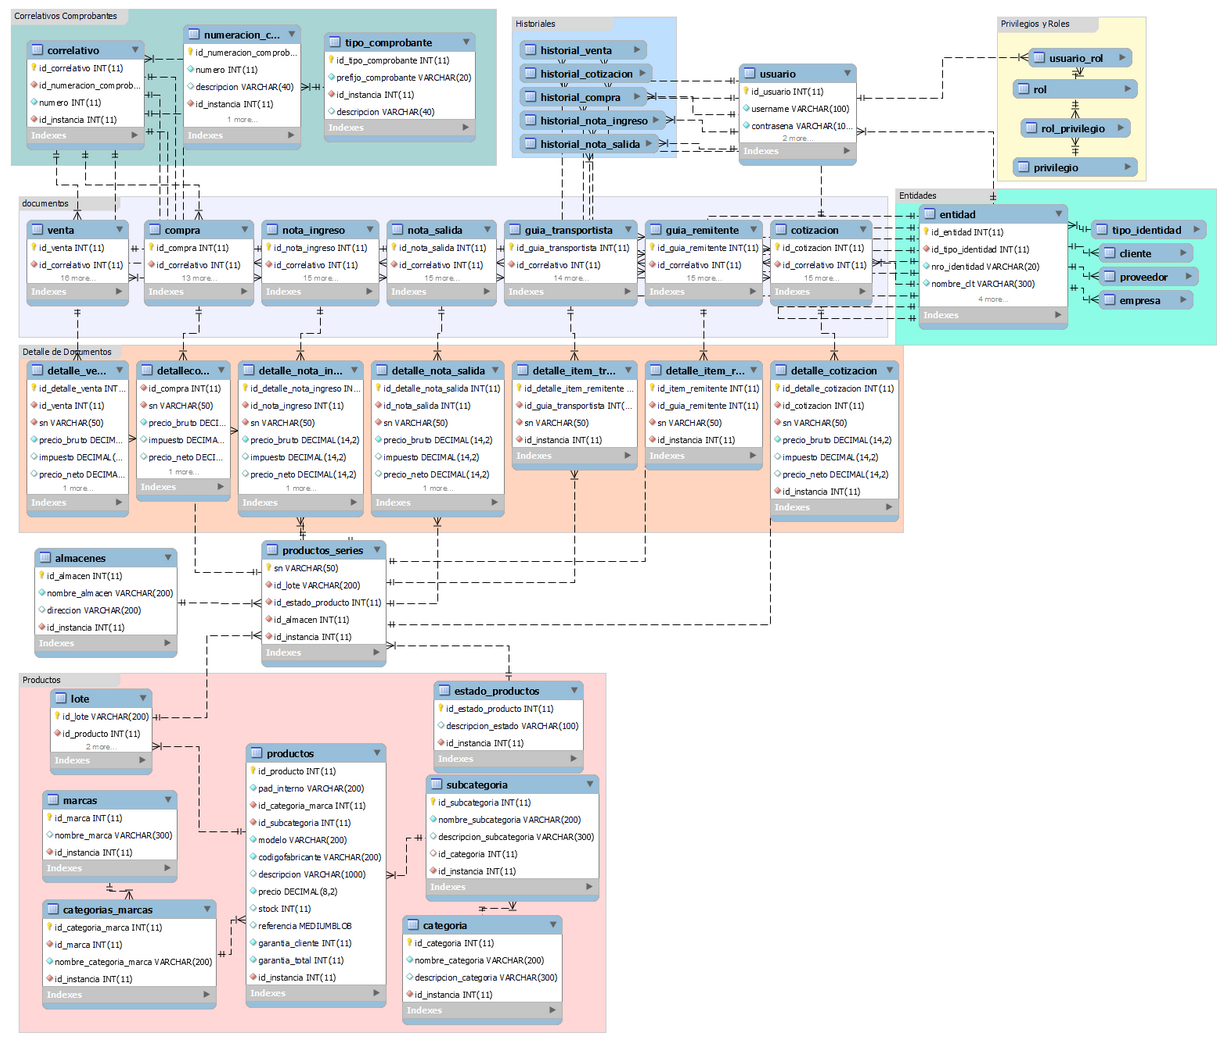 Correlativos Comprobantes
correlativo
id_correlativo INT(11)
id_numeracion_comprob...
numero INT(11)
id_instancia INT(11)
Indexes
numeracion_c...
id_numeracion_comprob...
numero INT(11)
descripcion VARCHAR(40)
id_instancia INT(11)
1 more...
Indexes
tipo_comprobante
id_tipo_comprobante INT(11)
prefijo_comprobante VARCHAR(20)
id_instancia INT(11)
descripcion VARCHAR(40)
Indexes
Historiales
historial_venta
historial_cotizacion
historial_compra
historial_nota_ingreso
historial_nota_salida
usuario
id_usuario INT(11)
username VARCHAR(100)
contrasena VARCHAR(10...
2 more...
Indexes
Privilegios y Roles
usuario_rol
rol
rol_privilegio
privilegio
documentos
venta
id_venta INT(11)
id_correlativo INT(11)
16 more...
Indexes
compra
id_compra INT(11)
id_correlativo INT(11)
13 more...
Indexes
nota_ingreso
id_nota_ingreso INT(11)
id_correlativo INT(11)
15 more...
Indexes
nota_salida
id_nota_salida INT(11)
id_correlativo INT(11)
15 more...
Indexes
guia_transportista
id_guia_transportista INT(11)
id_correlativo INT(11)
14 more...
Indexes
guia_remitente
id_guia_remitente INT(11)
id_correlativo INT(11)
15 more...
Indexes
cotizacion
id_cotizacion INT(11)
id_correlativo INT(11)
15 more...
Indexes
Entidades
entidad
id_entidad INT(11)
id_tipo_identidad INT(11)
nro_identidad VARCHAR(20)
nombre_clt VARCHAR(300)
4 more...
Indexes
tipo_identidad
cliente
proveedor
empresa
Detalle de Documentos
detalle_ve...
id_detalle_venta INT...
id_venta INT(11)
sn VARCHAR(50)
precio_bruto DECIM...
impuesto DECIMAL(...
precio_neto DECIMA...
1 more...
Indexes
detalleco...
id_compra INT(11)
sn VARCHAR(50)
precio_bruto DECI...
impuesto DECIMA...
precio_neto DECI...
1 more...
Indexes
detalle_nota_in...
id_detalle_nota_ingreso IN...
id_nota_ingreso INT(11)
sn VARCHAR(50)
precio_bruto DECIMAL(14,2)
impuesto DECIMAL(14,2)
precio_neto DECIMAL(14,2)
1 more...
Indexes
detalle_nota_salida
id_detalle_nota_salida INT(11)
id_nota_salida INT(11)
sn VARCHAR(50)
precio_bruto DECIMAL(14,2)
impuesto DECIMAL(14,2)
precio_neto DECIMAL(14,2)
1 more...
Indexes
detalle_item_tr...
id_detalle_item_remitente ...
id_guia_transportista INT(...
sn VARCHAR(50)
id_instancia INT(11)
Indexes
detalle_item_r...
id_item_remitente INT(11)
id_guia_remitente INT(11)
sn VARCHAR(50)
id_instancia INT(11)
Indexes
detalle_cotizacion
id_detalle_cotizacion INT(11)
id_cotizacion INT(11)
sn VARCHAR(50)
precio_bruto DECIMAL(14,2)
impuesto DECIMAL(14,2)
precio_neto DECIMAL(14,2)
id_instancia INT(11)
Indexes
almacenes
id_almacen INT(11)
nombre_almacen VARCHAR(200)
direccion VARCHAR(200)
id_instancia INT(11)
Indexes
productos_series
sn VARCHAR(50)
id_lote VARCHAR(200)
id_estado_producto INT(11)
id_almacen INT(11)
id_instancia INT(11)
Indexes
Productos
lote
id_lote VARCHAR(200)
id_producto INT(11)
2 more...
Indexes
estado_productos
id_estado_producto INT(11)
descripcion_estado VARCHAR(100)
id_instancia INT(11)
Indexes
productos
id_producto INT(11)
pad_interno VARCHAR(200)
id_categoria_marca INT(11)
id_subcategoria INT(11)
modelo VARCHAR(200)
codigofabricante VARCHAR(200)
descripcion VARCHAR(1000)
precio DECIMAL(8,2)
stock INT(11)
referencia MEDIUMBLOB
garantia_cliente INT(11)
garantia_total INT(11)
id_instancia INT(11)
Indexes
subcategoria
id_subcategoria INT(11)
nombre_subcategoria VARCHAR(200)
descripcion_subcategoria VARCHAR(300)
id_categoria INT(11)
id_instancia INT(11)
Indexes
marcas
id_marca INT(11)
nombre_marca VARCHAR(300)
id_instancia INT(11)
Indexes
categorias_marcas
id_categoria_marca INT(11)
id_marca INT(11)
nombre_categoria_marca VARCHAR(200)
id_instancia INT(11)
Indexes
categoria
id_categoria INT(11)
nombre_categoria VARCHAR(200)
descripcion_categoria VARCHAR(300)
id_instancia INT(11)
Indexes